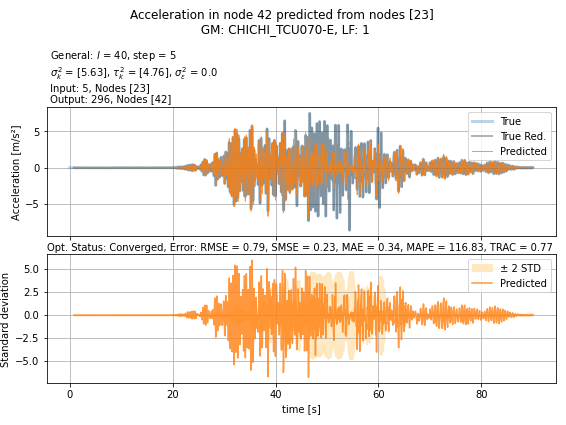 Acceleration in node 42 predicted from nodes [23]
GM: CHICHI_TCU070-E, LF: 1
General: l = 40, step = 5
σ²ₖ = [5.63], τ²ₖ = [4.76], σ²ε = 0.0
Input: 5, Nodes [23]
Output: 296, Nodes [42]
Acceleration [m/s²]
5
0
−5
True
True Red.
Predicted
Opt. Status: Converged, Error: RMSE = 0.79, SMSE = 0.23, MAE = 0.34, MAPE = 116.83, TRAC = 0.77
Standard deviation
5.0
2.5
0.0
−2.5
−5.0
± 2 STD
Predicted
0 20 40 60 80
time [s]